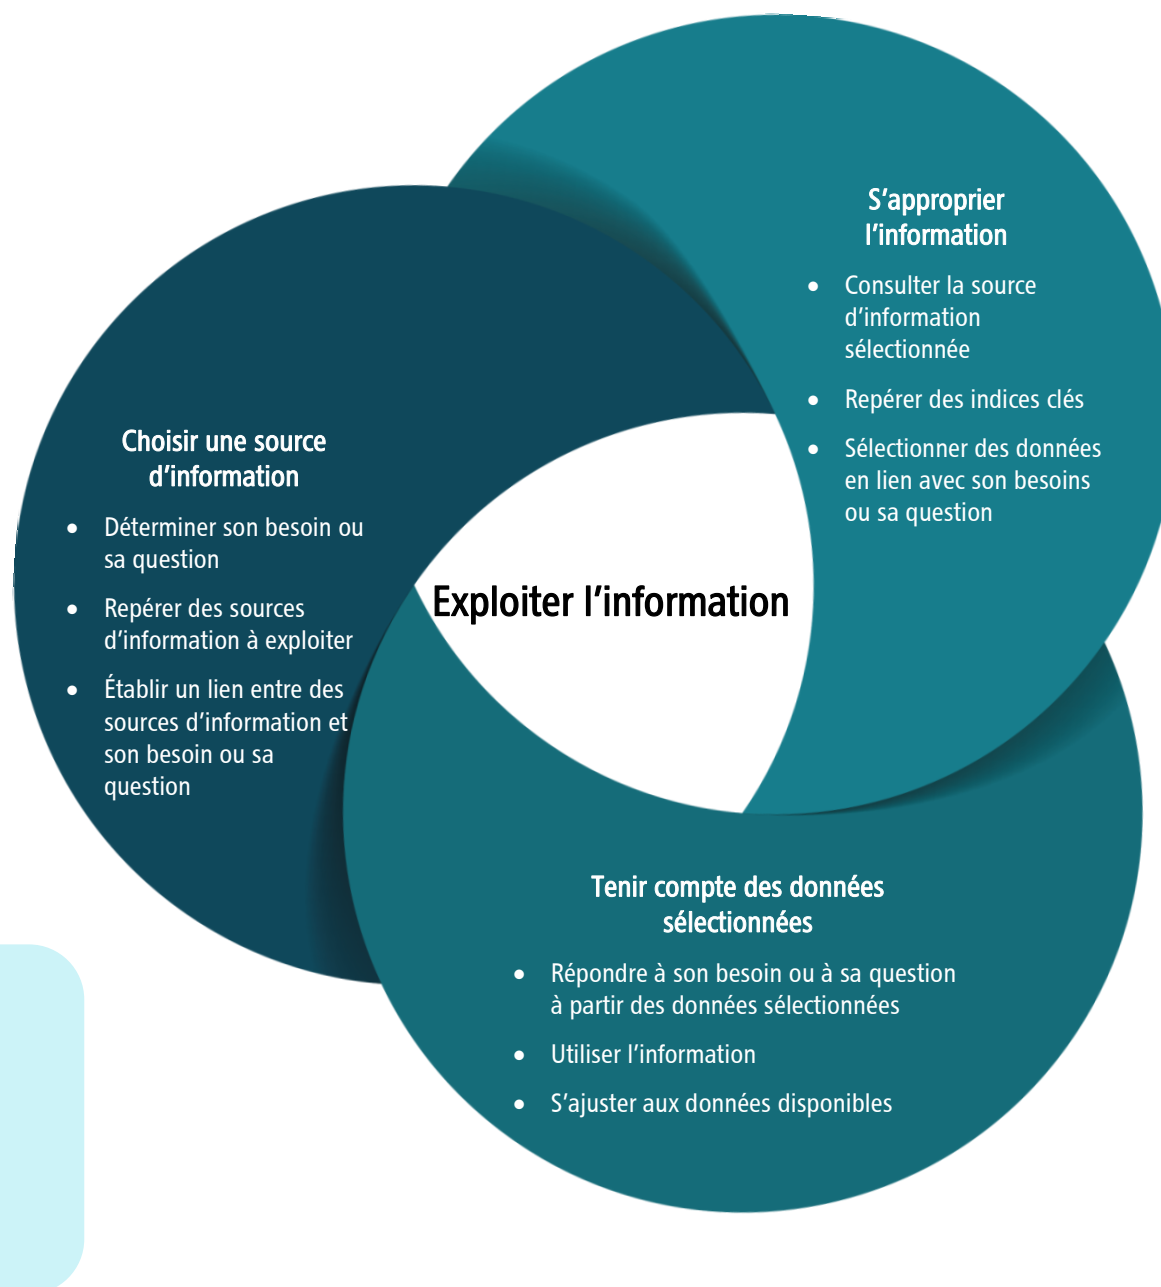 S'approprier
l'information
• Consulter la source
d'information
sélectionnée
• Repérer des indices clés
• Sélectionner des données
en lien avec son besoins
ou sa question
Choisir une source
d'information
• Déterminer son besoin ou
sa question
• Repérer des sources
d'information à exploiter
• Établir un lien entre des
sources d'information et
son besoin ou sa
question
Exploiter l'information
Tenir compte des données
sélectionnées
• Répondre à son besoin ou à sa question
à partir des données sélectionnées
• Utiliser l'information
• S'ajuster aux données disponibles